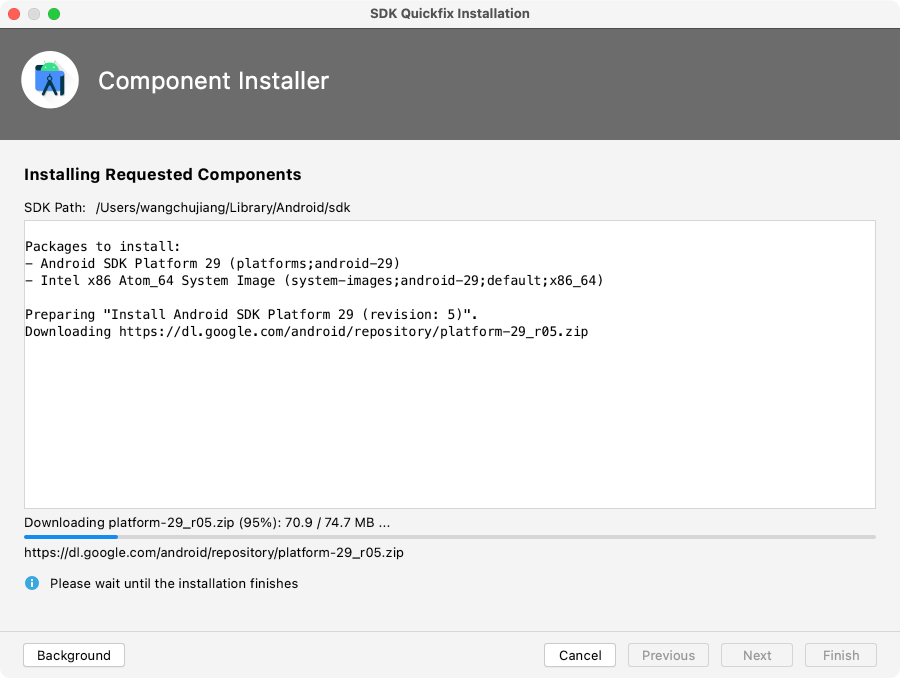 SDK Quickfix Installation
Component Installer
Installing Requested Components
SDK Path: /Users/wangchujiang/Library/Android/sdk
Packages to install:
- Android SDK Platform 29 (platforms;android-29)
- Intel x86 Atom_64 System Image (system-images;android-29;default;x86_64)
Preparing "Install Android SDK Platform 29 (revision: 5)".
Downloading https://dl.google.com/android/repository/platform-29_r05.zip
Downloading platform-29_r05.zip (95%): 70.9 / 74.7 MB ...
https://dl.google.com/android/repository/platform-29_r05.zip
Please wait until the installation finishes
Background Cancel Previous Next Finish